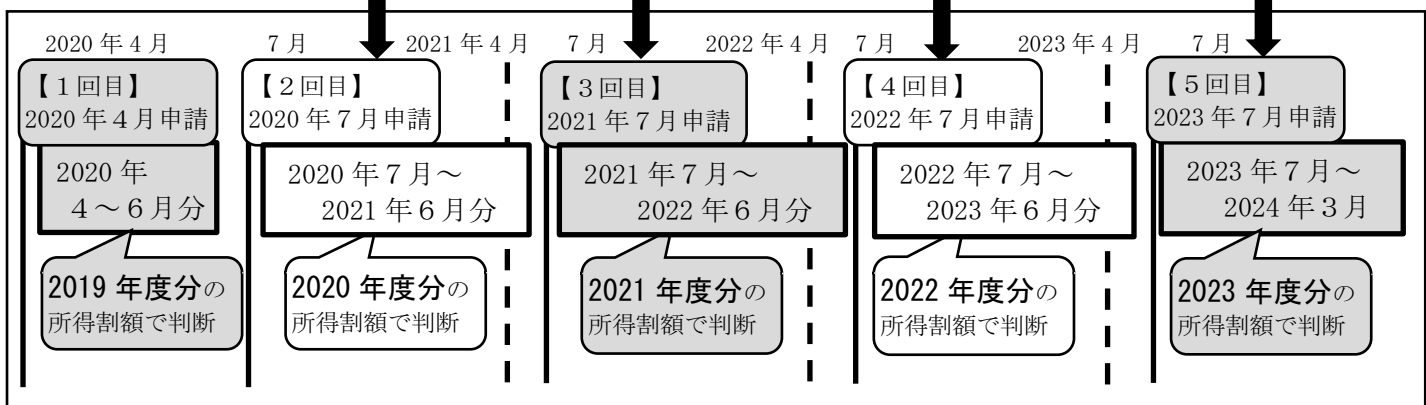 2020年4月
7月
2021年4月
7月
2022年4月
7月
2023年4月
7月
【1回目】
2020年4月申請
【2回目】
2020年7月申請
【3回目】
2021年7月申請
【4回目】
2022年7月申請
【5回目】
2023年7月申請
2020年
4～6月分
2020年7月～
2021年6月分
2021年7月～
2022年6月分
2022年7月～
2023年6月分
2023年7月～
2024年3月
2019年度分の
所得割額で判断
2020年度分の
所得割額で判断
2021年度分の
所得割額で判断
2022年度分の
所得割額で判断
2023年度分の
所得割額で判断